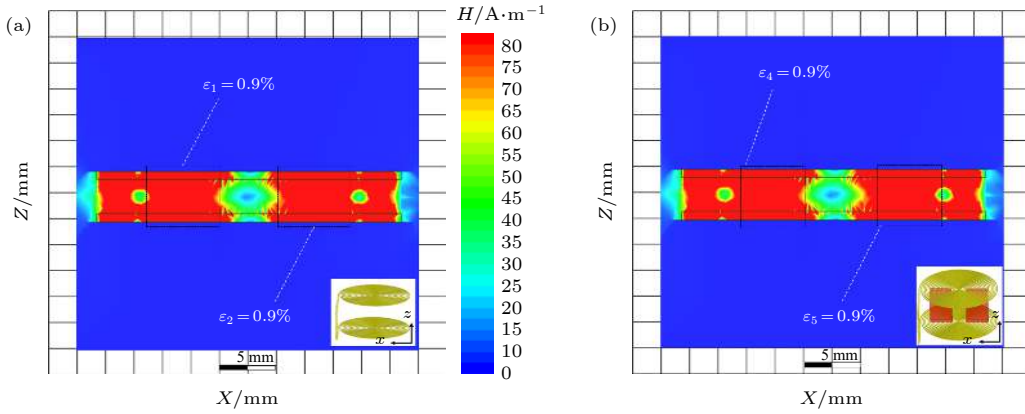 (a)
H/A·m⁻¹
(b)
ε₁ = 0.9%
ε₂ = 0.9%
Z/mm
5 mm
X/mm
z
x
80
75
70
65
60
55
50
45
40
35
30
25
20
15
10
5
0
ε₄ = 0.9%
ε₅ = 0.9%
Z/mm
5 mm
X/mm
z
x